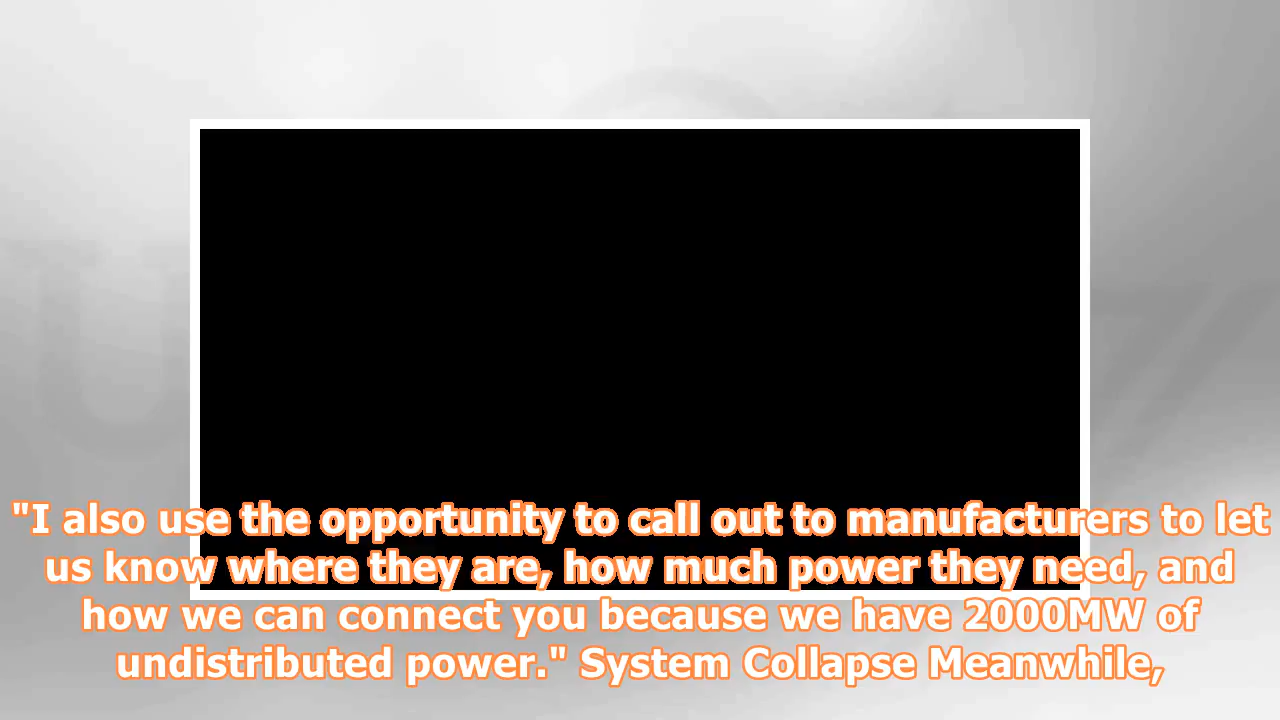 "I also use the opportunity to call out to manufacturers to let
us know where they are, how much power they need, and
how we can connect you because we have 2000MW of
undistributed power." System Collapse Meanwhile,